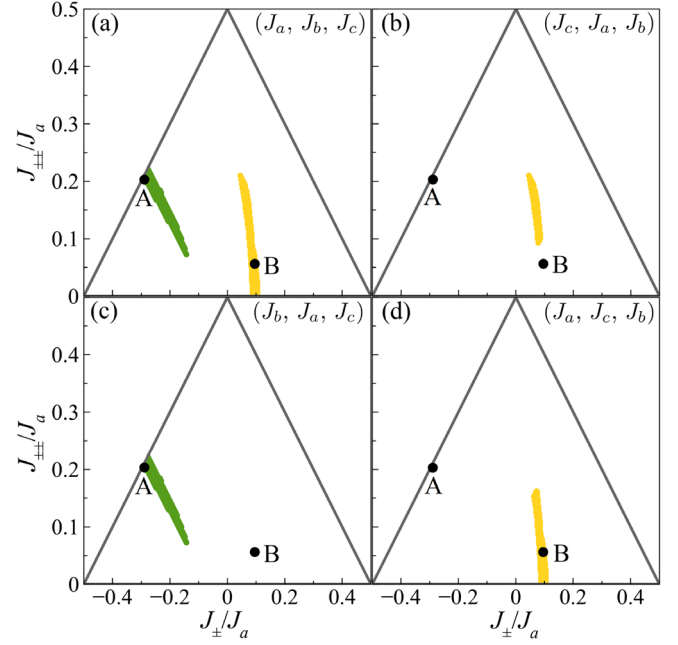 0.5
(a)
(J_a, J_b, J_c)
(b)
(J_c, J_a, J_b)
0.4
0.3
J_±±/J_a
0.2
A
A
0.1
B
B
0
(c)
(J_b, J_a, J_c)
(d)
(J_a, J_c, J_b)
0.4
0.3
J_±±/J_a
0.2
A
A
0.1
B
B
0
−0.4 −0.2 0 0.2 0.4 −0.4 −0.2 0 0.2 0.4
J_±/J_a J_±/J_a